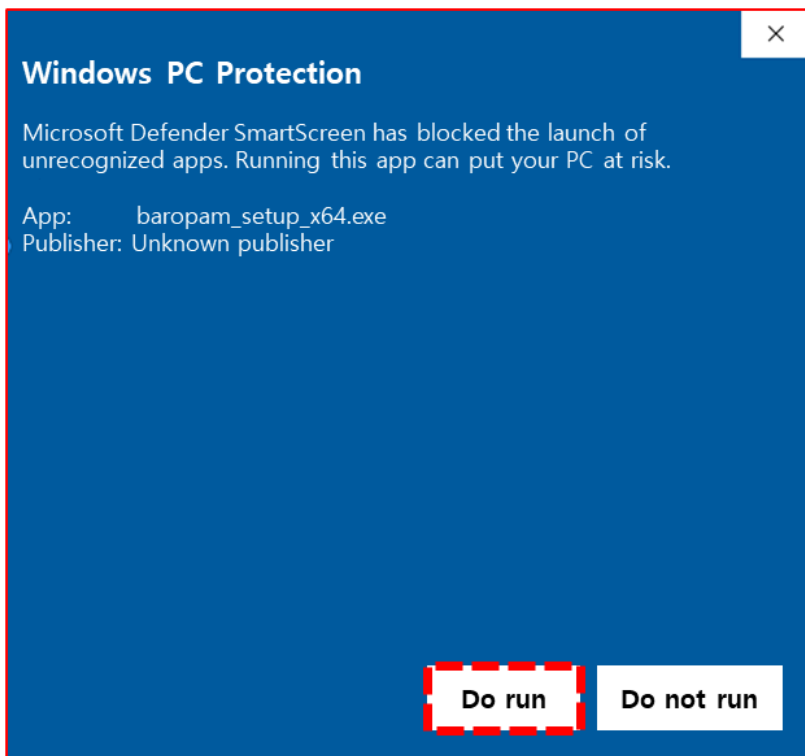 Windows PC Protection
Microsoft Defender SmartScreen has blocked the launch of
unrecognized apps. Running this app can put your PC at risk.
App: baropam_setup_x64.exe
Publisher: Unknown publisher
Do run
Do not run